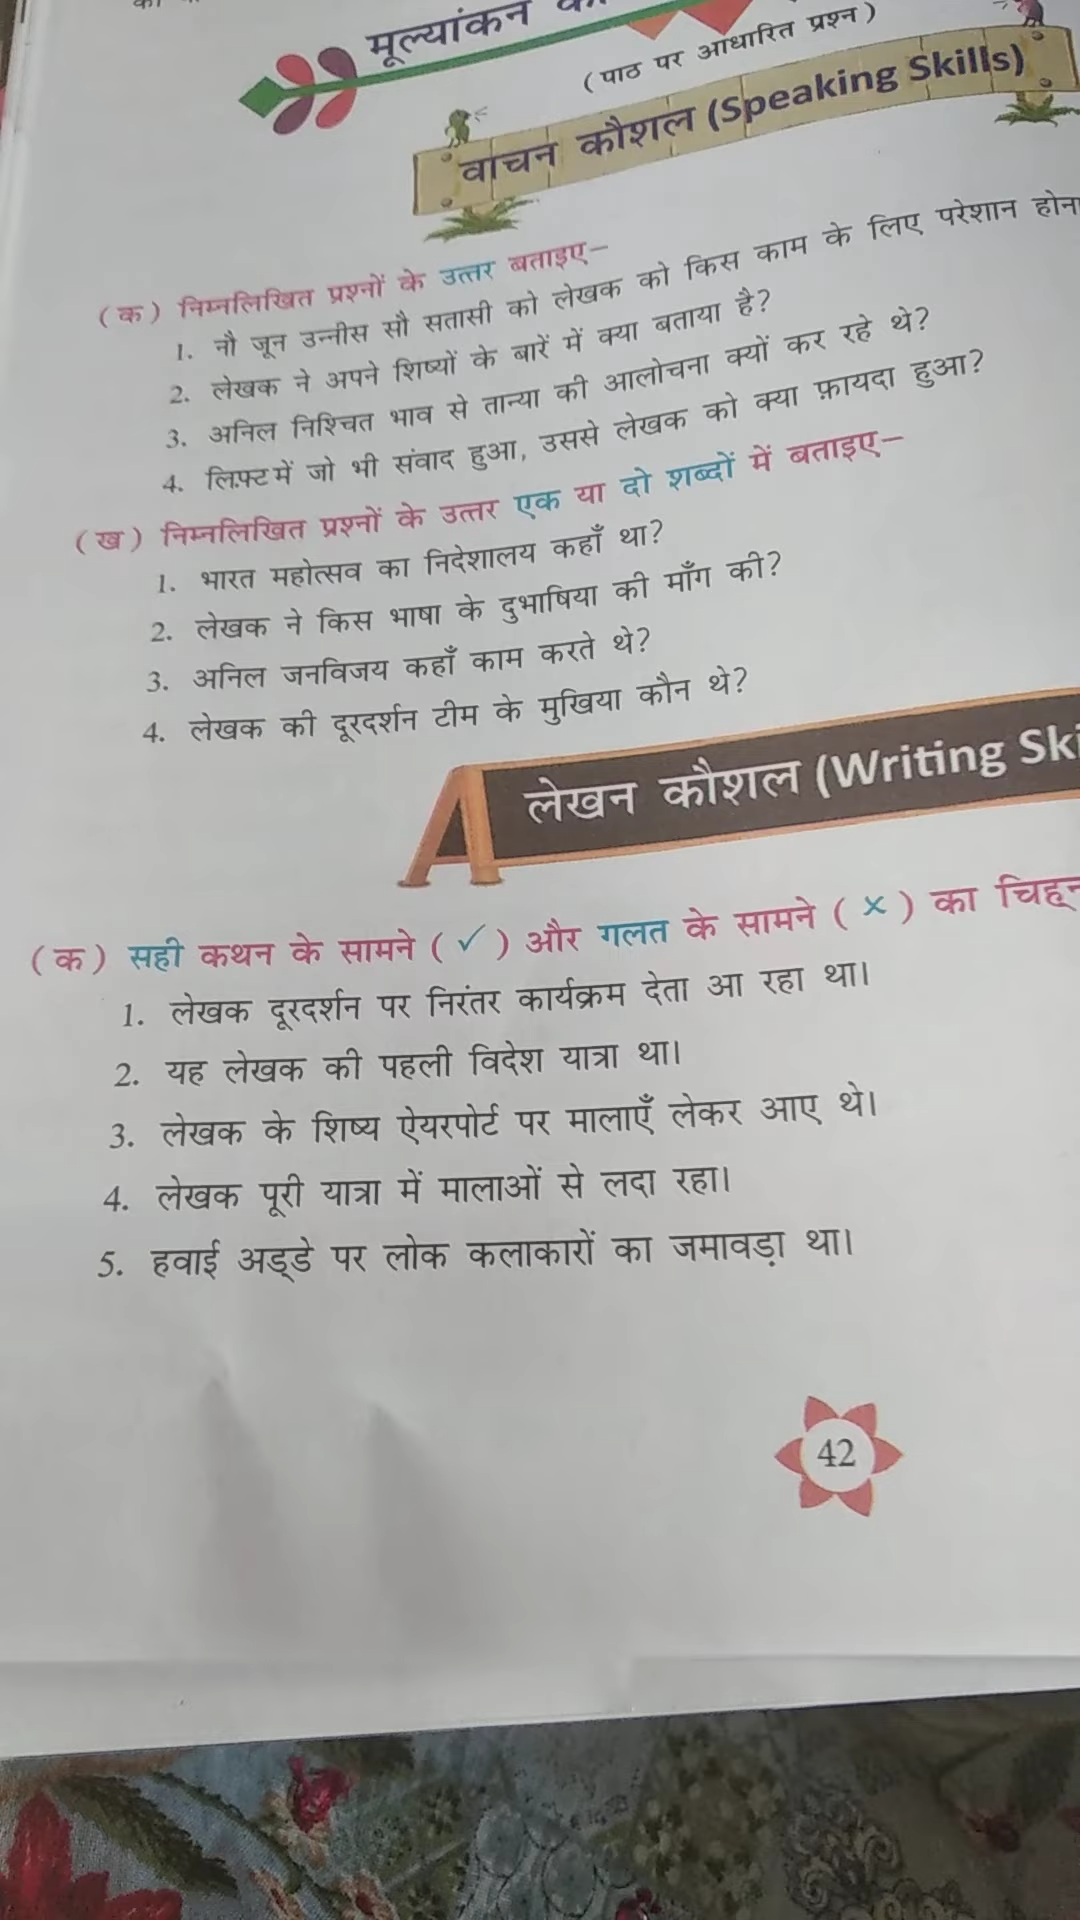 मूल्यांकन
(पाठ पर आधारित प्रश्न)
वाचन कौशल (Speaking Skills)
(क) निम्नलिखित प्रश्नों के उत्तर बताइए–
1. नौ जून उन्नीस सौ सतासी को लेखक को किस काम के लिए परेशान होना
2. लेखक ने अपने शिष्यों के बारें में क्या बताया है?
3. अनिल निश्चित भाव से तान्या की आलोचना क्यों कर रहे थे?
4. लिफ़्ट में जो भी संवाद हुआ, उससे लेखक को क्या फ़ायदा हुआ?
(ख) निम्नलिखित प्रश्नों के उत्तर एक या दो शब्दों में बताइए–
1. भारत महोत्सव का निदेशालय कहाँ था?
2. लेखक ने किस भाषा के दुभाषिया की माँग की?
3. अनिल जनविजय कहाँ काम करते थे?
4. लेखक की दूरदर्शन टीम के मुखिया कौन थे?
लेखन कौशल (Writing Ski
(क) सही कथन के सामने (✓) और गलत के सामने (×) का चिह्न
1. लेखक दूरदर्शन पर निरंतर कार्यक्रम देता आ रहा था।
2. यह लेखक की पहली विदेश यात्रा था।
3. लेखक के शिष्य ऐयरपोर्ट पर मालाएँ लेकर आए थे।
4. लेखक पूरी यात्रा में मालाओं से लदा रहा।
5. हवाई अड्डे पर लोक कलाकारों का जमावड़ा था।
42